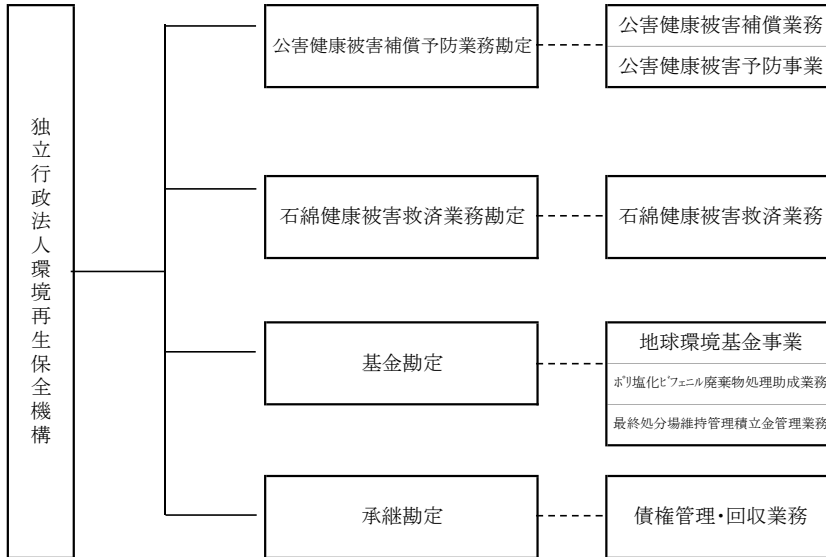 独立行政法人環境再生保全機構
公害健康被害補償予防業務勘定
公害健康被害補償業務
公害健康被害予防事業
石綿健康被害救済業務勘定
石綿健康被害救済業務
基金勘定
地球環境基金事業
ﾎﾟﾘ塩化ﾋﾞﾌｪﾆﾙ廃棄物処理助成業務
最終処分場維持管理積立金管理業務
承継勘定
債権管理・回収業務